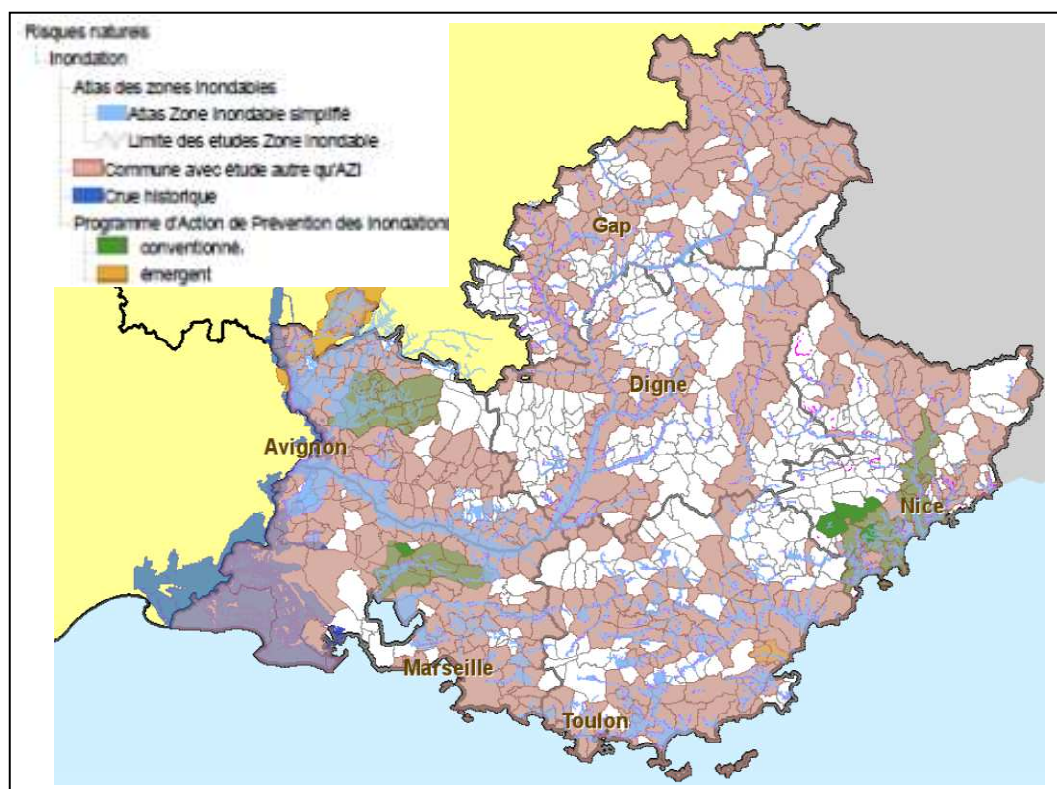 Risques naturels
Inondation
Atlas des zones Inondables
Atlas Zone Inondable simplifié
Limite des etudes Zone Inondable
Commune avec étude autre qu'AZI
Crue historique
Programme d'Action de Prévention des Inondations
conventionné,
émergent
Gap
Digne
Avignon
Nice
Marseille
Toulon